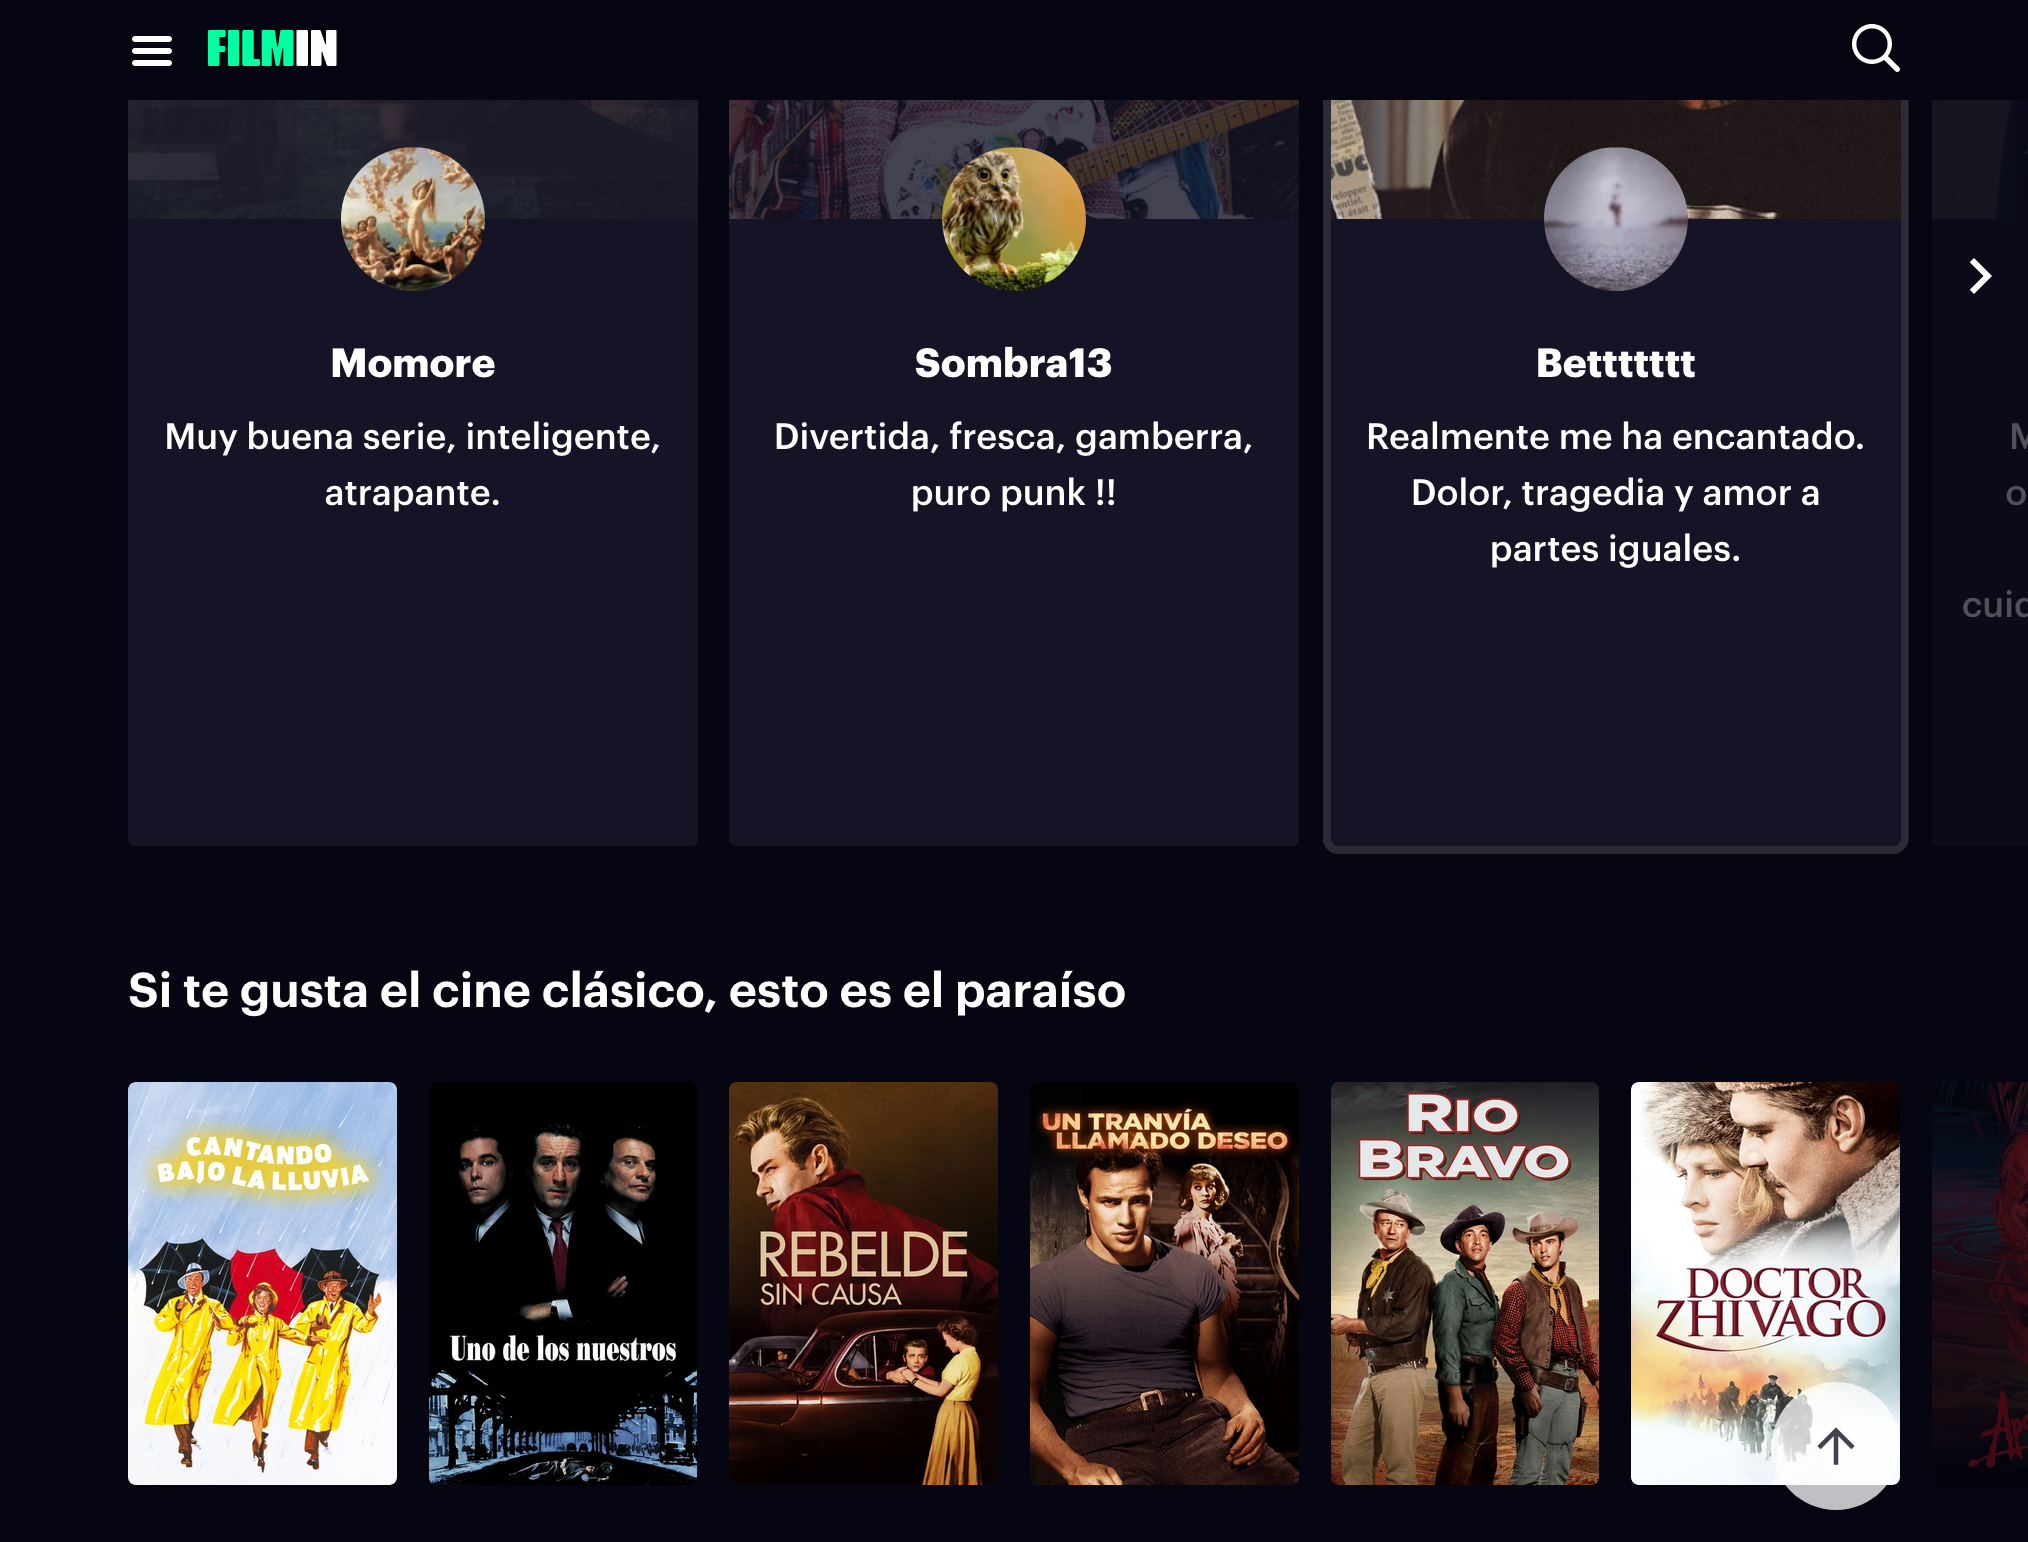 FILMIN
Momore
Muy buena serie, inteligente,
atrapante.
Sombra13
Divertida, fresca, gamberra,
puro punk !!
Bettttttt
Realmente me ha encantado.
Dolor, tragedia y amor a
partes iguales.
Si te gusta el cine clásico, esto es el paraíso
CANTANDO
BAJO LA LLUVIA
Uno de los nuestros
REBELDE
SIN CAUSA
UN TRANVÍA
LLAMADO DESEO
RIO
BRAVO
DOCTOR
ZHIVAGO